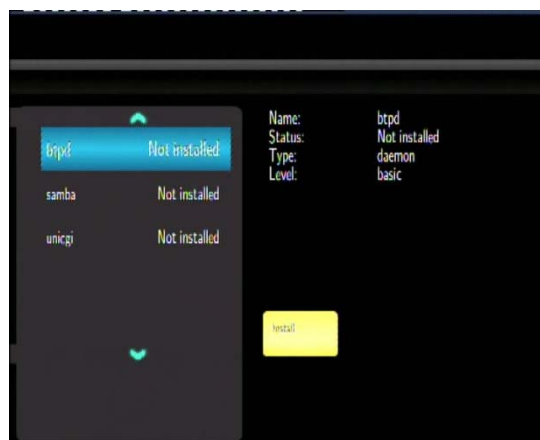 btpd Not installed
samba Not installed
unicgi Not installed
Name: btpd
Status: Not installed
Type: daemon
Level: basic
Install